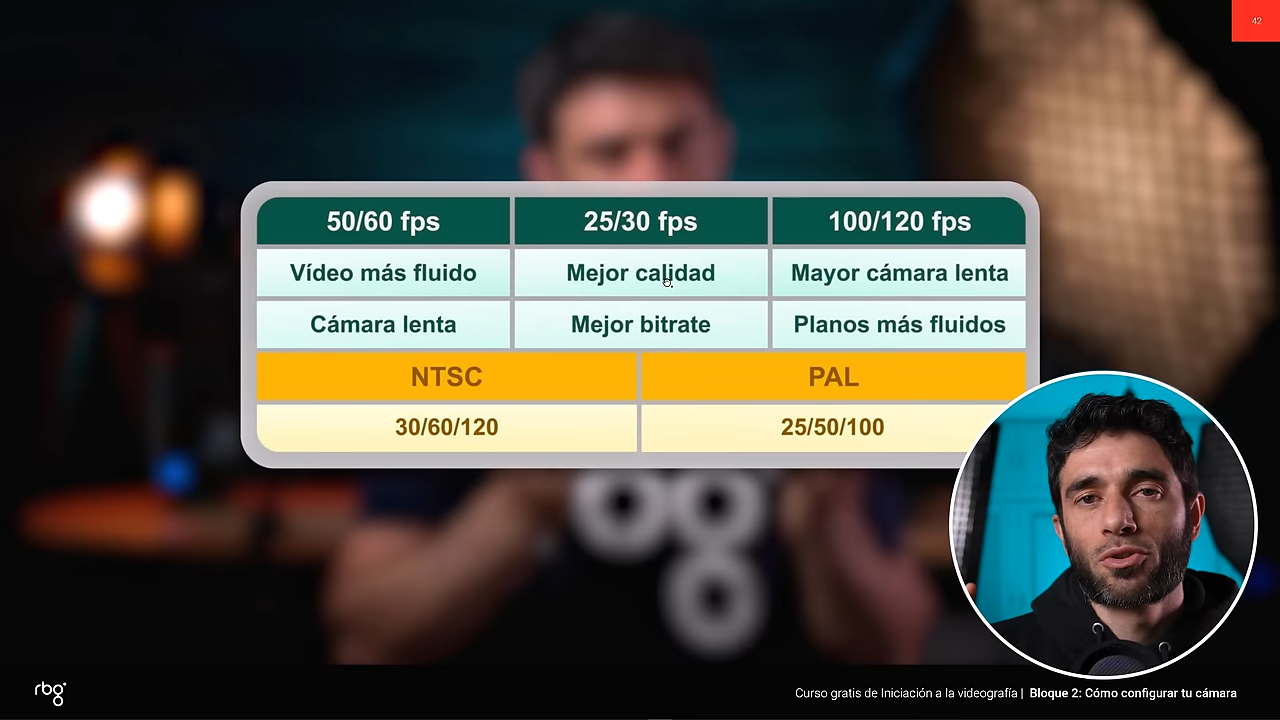 42
50/60 fps 25/30 fps 100/120 fps
Vídeo más fluido Mejor calidad Mayor cámara lenta
Cámara lenta Mejor bitrate Planos más fluidos
NTSC PAL
30/60/120 25/50/100
rbg
Curso gratis de Iniciación a la videografía | Bloque 2: Cómo configurar tu cámara